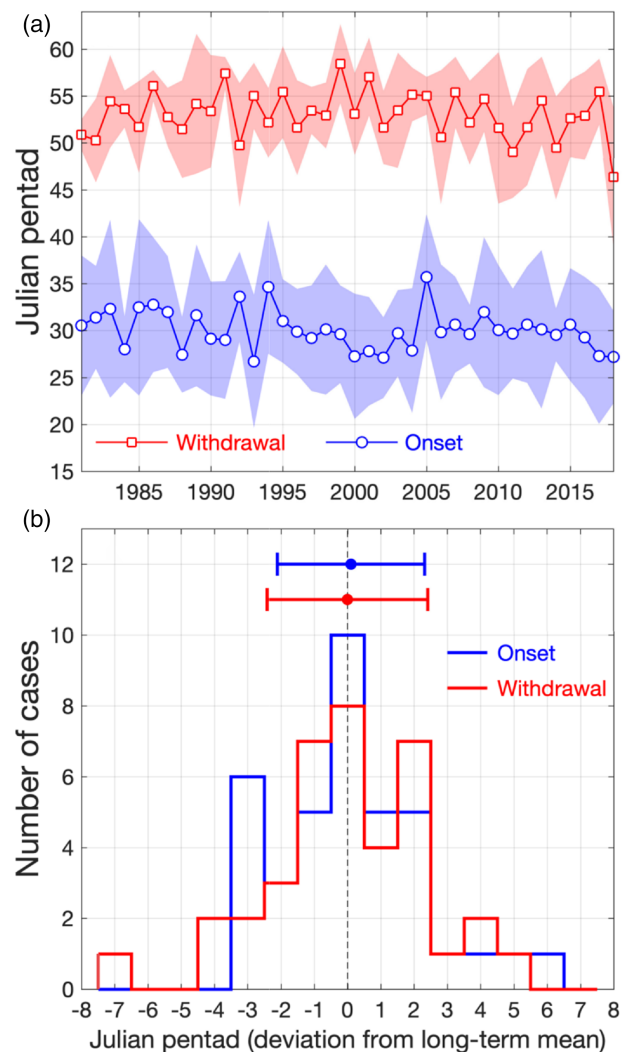 (a)
60
55
50
45
40
35
30
25
20
15
Julian pentad
Withdrawal
Onset
1985 1990 1995 2000 2005 2010 2015
(b)
12
10
8
6
4
2
0
Number of cases
Onset
Withdrawal
-8 -7 -6 -5 -4 -3 -2 -1 0 1 2 3 4 5 6 7 8
Julian pentad (deviation from long-term mean)